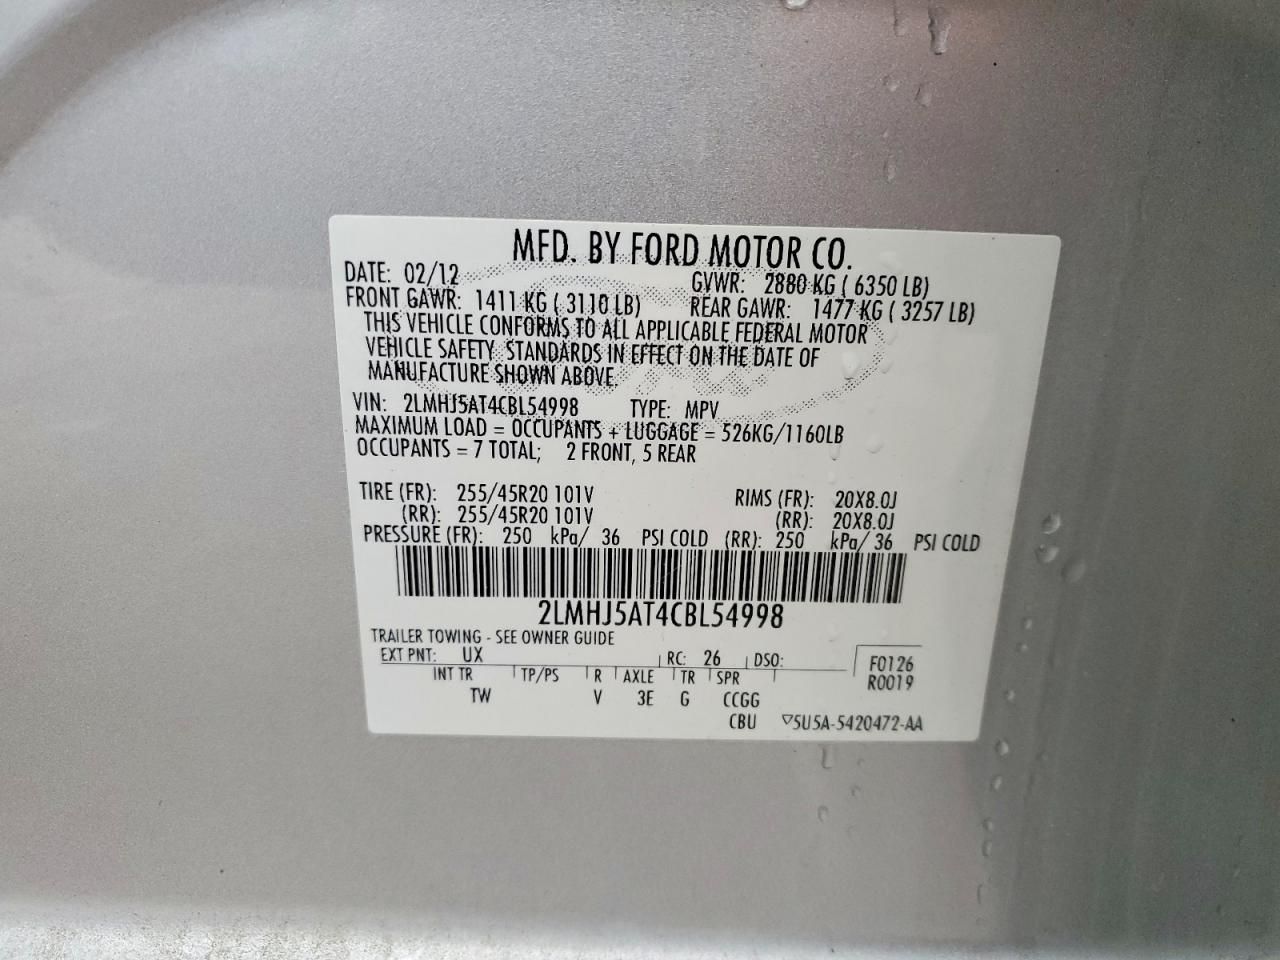 MFD. BY FORD MOTOR CO.
DATE: 02/12 GVWR: 2880 KG ( 6350 LB)
FRONT GAWR: 1411 KG ( 3110 LB) REAR GAWR: 1477 KG ( 3257 LB)
THIS VEHICLE CONFORMS TO ALL APPLICABLE FEDERAL MOTOR
VEHICLE SAFETY STANDARDS IN EFFECT ON THE DATE OF
MANUFACTURE SHOWN ABOVE.
VIN: 2LMHJ5AT4CBL54998 TYPE: MPV
MAXIMUM LOAD = OCCUPANTS + LUGGAGE = 526KG/1160LB
OCCUPANTS = 7 TOTAL; 2 FRONT, 5 REAR
TIRE (FR): 255/45R20 101V RIMS (FR): 20X8.0J
(RR): 255/45R20 101V (RR): 20X8.0J
PRESSURE (FR): 250 kPa/ 36 PSI COLD (RR): 250 kPa/ 36 PSI COLD
2LMHJ5AT4CBL54998
TRAILER TOWING - SEE OWNER GUIDE
EXT PNT: UX RC: 26 DSO: F0126
INT TR TP/PS R AXLE TR SPR R0019
TW V 3E G CCGG
CBU ▽5U5A-5420472-AA